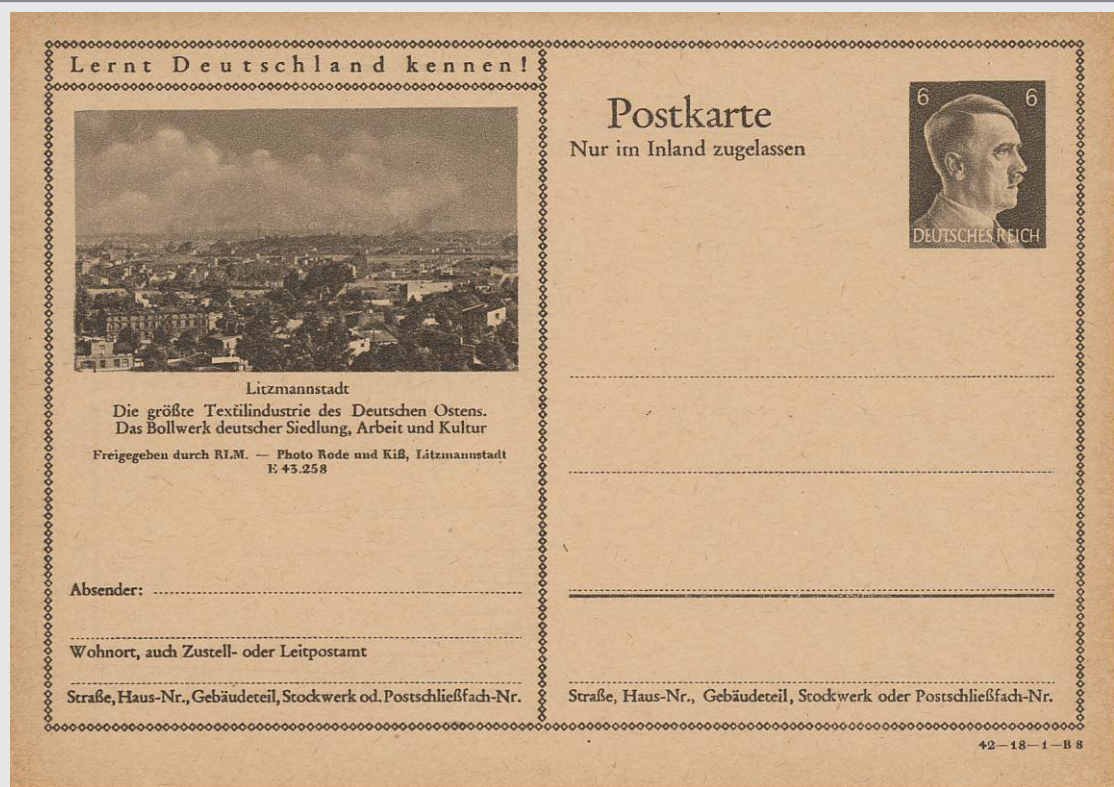 Lernt Deutschland kennen!
Litzmannstadt
Die größte Textilindustrie des Deutschen Ostens.
Das Bollwerk deutscher Siedlung, Arbeit und Kultur
Freigegeben durch RLM. — Photo Rode und Kiß, Litzmannstadt
E 43.258
Absender:
Wohnort, auch Zustell- oder Leitpostamt
Straße, Haus-Nr., Gebäudeteil, Stockwerk od. Postschließfach-Nr.
Postkarte
Nur im Inland zugelassen
6 6
DEUTSCHES REICH
Straße, Haus-Nr., Gebäudeteil, Stockwerk oder Postschließfach-Nr.
42—18—1—B 8